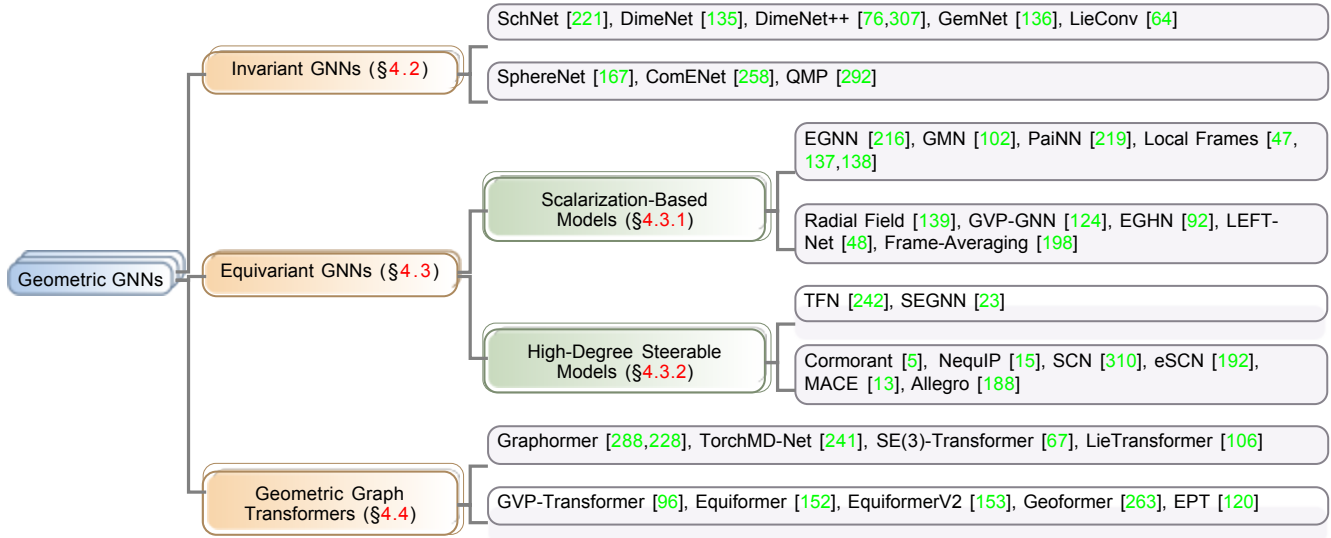 SchNet [221], DimeNet [135], DimeNet++ [76,307], GemNet [136], LieConv [64]
Invariant GNNs (§4.2)
SphereNet [167], ComENet [258], QMP [292]
EGNN [216], GMN [102], PaiNN [219], Local Frames [47,
137,138]
Scalarization-Based
Models (§4.3.1)
Radial Field [139], GVP-GNN [124], EGHN [92], LEFT-
Net [48], Frame-Averaging [198]
Geometric GNNs
Equivariant GNNs (§4.3)
TFN [242], SEGNN [23]
High-Degree Steerable
Models (§4.3.2)
Cormorant [5], NequIP [15], SCN [310], eSCN [192],
MACE [13], Allegro [188]
Graphormer [288,228], TorchMD-Net [241], SE(3)-Transformer [67], LieTransformer [106]
Geometric Graph
Transformers (§4.4)
GVP-Transformer [96], Equiformer [152], EquiformerV2 [153], Geoformer [263], EPT [120]